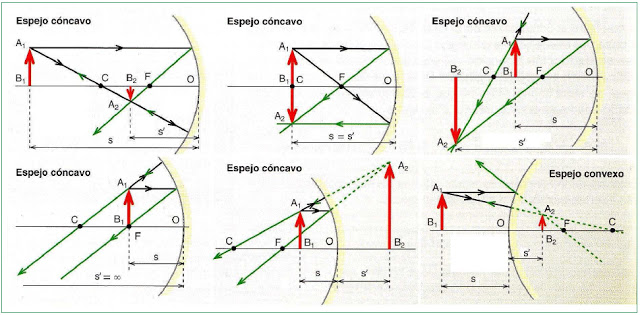 Espejo cóncavo
A₁
B₁
C
B₂
F
O
A₂
s'
s
Espejo cóncavo
A₁
B₁
C
F
O
A₂
s = s'
Espejo cóncavo
A₁
B₂
C
B₁
F
O
A₂
s
s'
Espejo cóncavo
A₁
C
B₁
F
O
s
s' = ∞
Espejo cóncavo
A₂
A₁
C
F
B₁
O
B₂
s
s'
Espejo convexo
A₁
A₂
B₁
O
F
C
B₂
s'
s